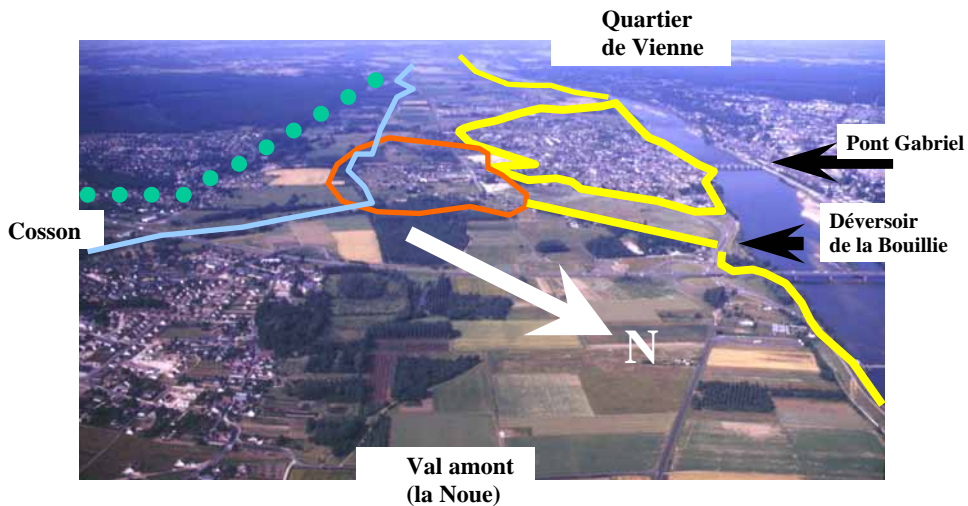 Quartier
de Vienne
Pont Gabriel
Cosson
Déversoir
de la Bouillie
N
Val amont
(la Noue)